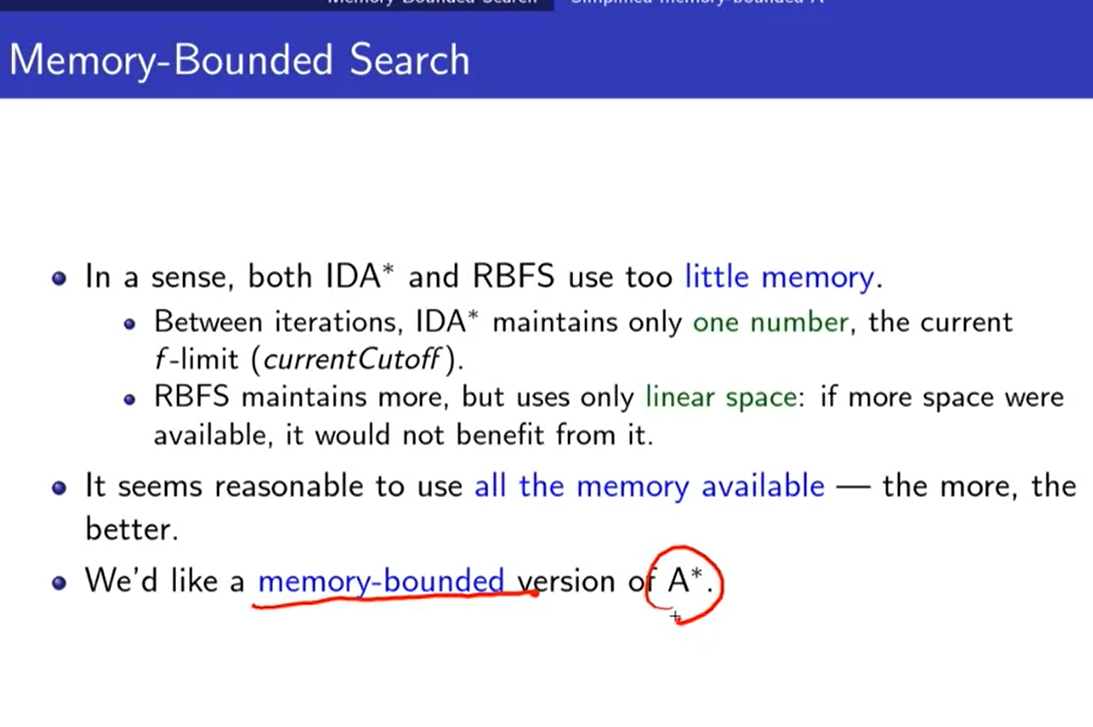 Memory-Bounded Search Simplified memory-bounded A*
Memory-Bounded Search
In a sense, both IDA* and RBFS use too little memory.
Between iterations, IDA* maintains only one number, the current
f-limit (currentCutoff).
RBFS maintains more, but uses only linear space: if more space were
available, it would not benefit from it.
It seems reasonable to use all the memory available — the more, the
better.
We'd like a memory-bounded version of A*.